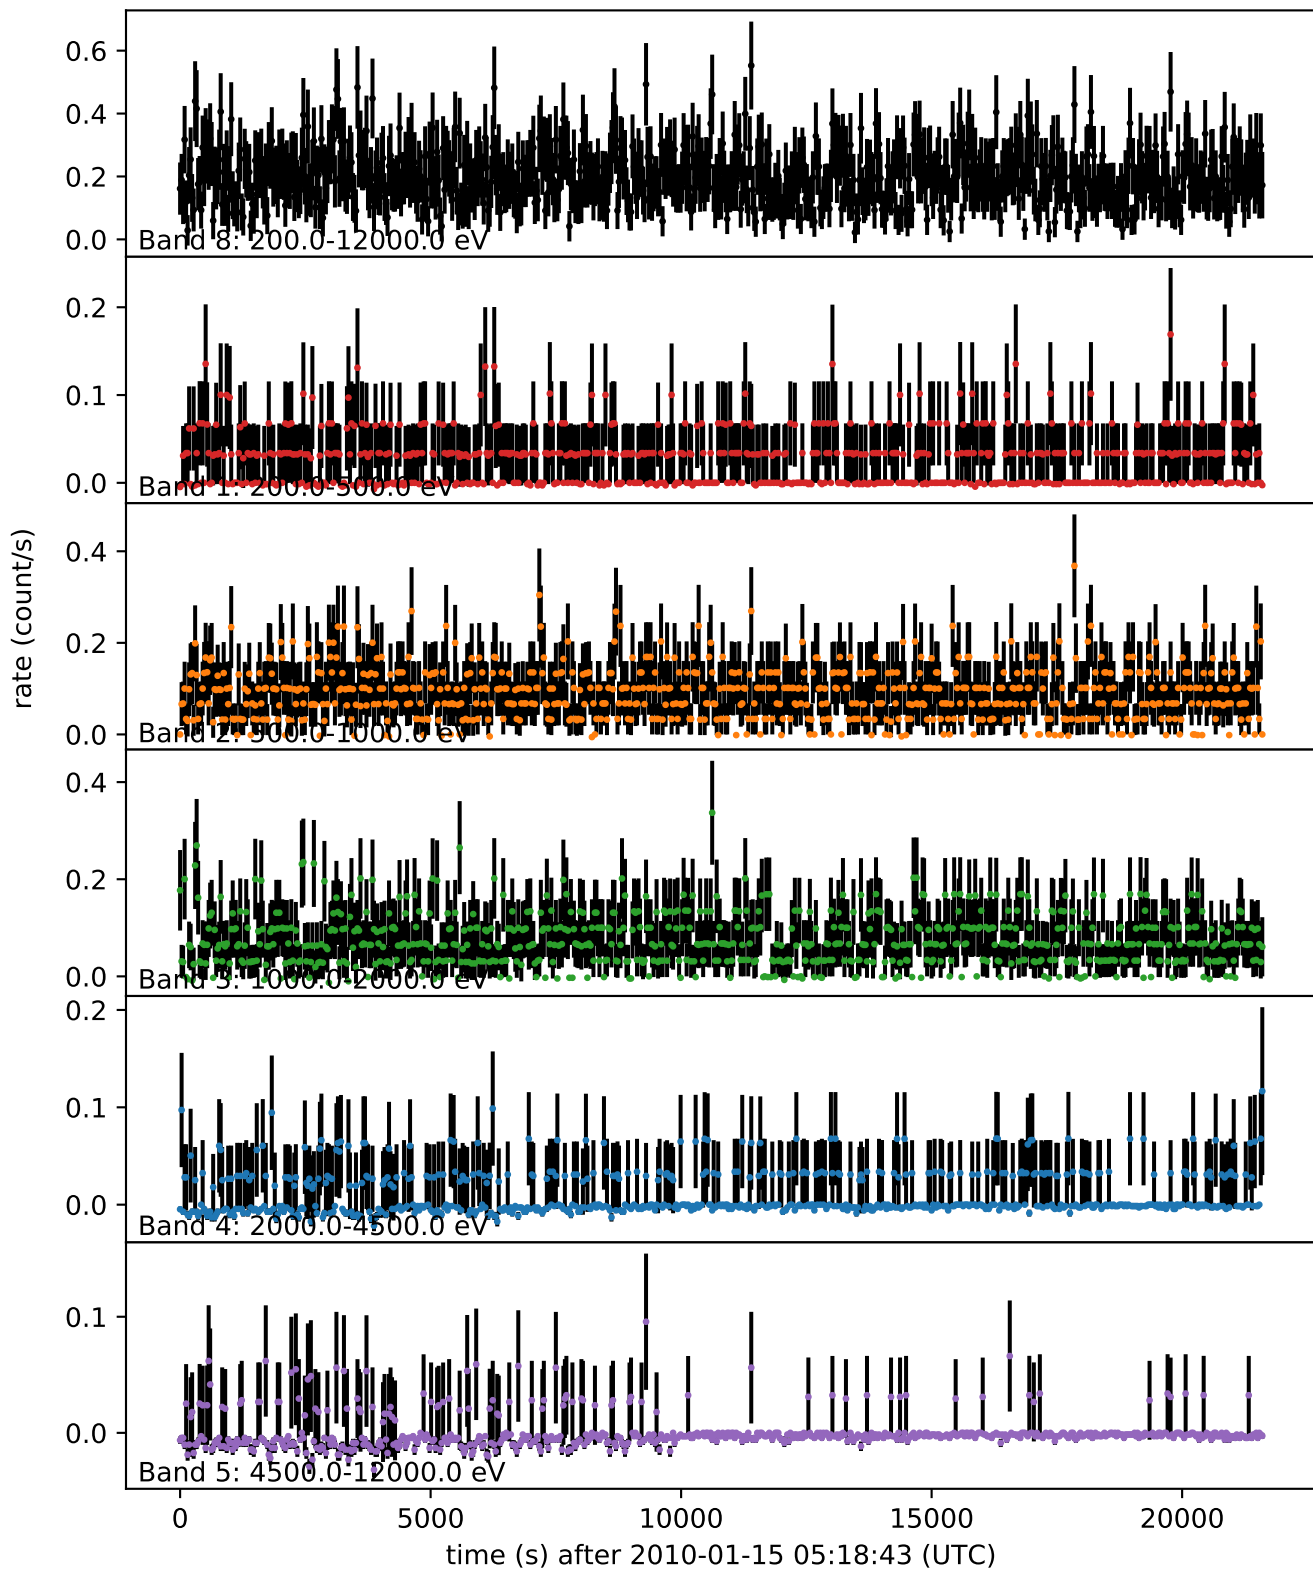 0.6
0.4
0.2
0.0
Band 8: 200.0-12000.0 eV
0.2
0.1
0.0
Band 1: 200.0-500.0 eV
rate (count/s)
0.4
0.2
0.0
Band 2: 500.0-1000.0 eV
0.4
0.2
0.0
Band 3: 1000.0-2000.0 eV
0.2
0.1
0.0
Band 4: 2000.0-4500.0 eV
0.1
0.0
Band 5: 4500.0-12000.0 eV
0 5000 10000 15000 20000
time (s) after 2010-01-15 05:18:43 (UTC)